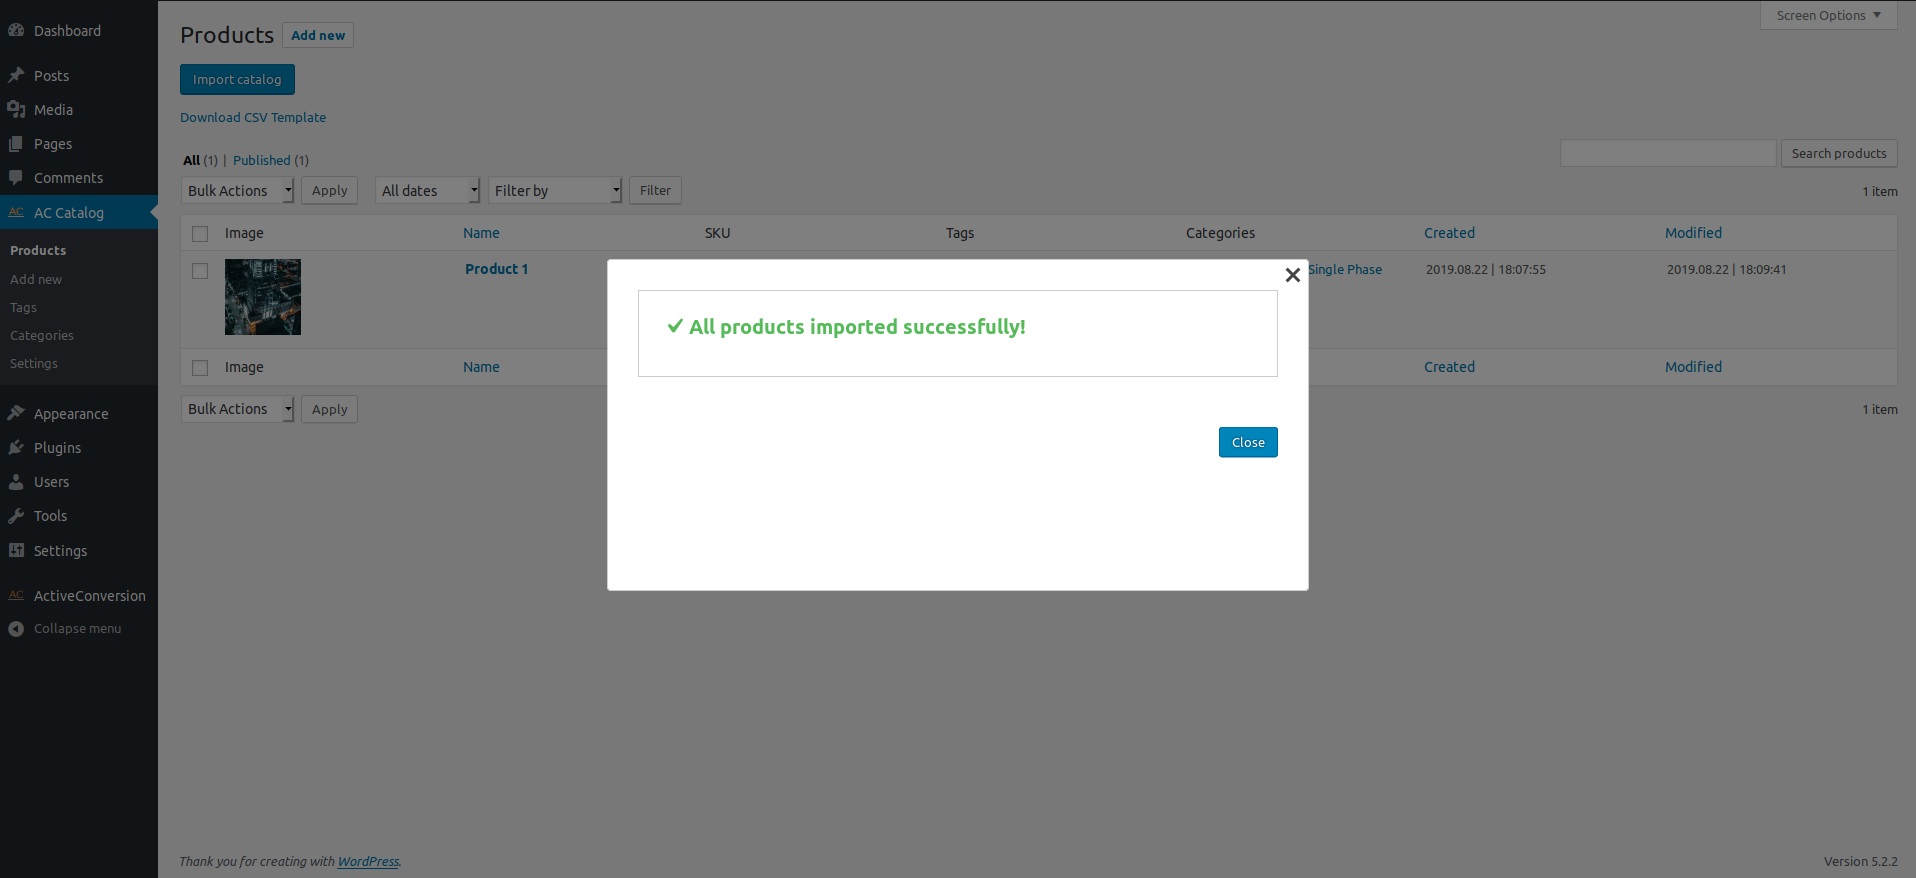 Dashboard
Posts
Media
Pages
Comments
AC AC Catalog
Products
Add new
Tags
Categories
Settings
Appearance
Plugins
Users
Tools
Settings
AC ActiveConversion
Collapse menu
Screen Options
Products Add new
Import catalog
Download CSV Template
All (1) | Published (1)
Search products
Bulk Actions Apply All dates Filter by Filter 1 item
Image Name SKU Tags Categories Created Modified
Product 1 Single Phase 2019.08.22 | 18:07:55 2019.08.22 | 18:09:41
All products imported successfully!
Image Name Created Modified
Bulk Actions Apply 1 item
Close
Thank you for creating with WordPress. Version 5.2.2